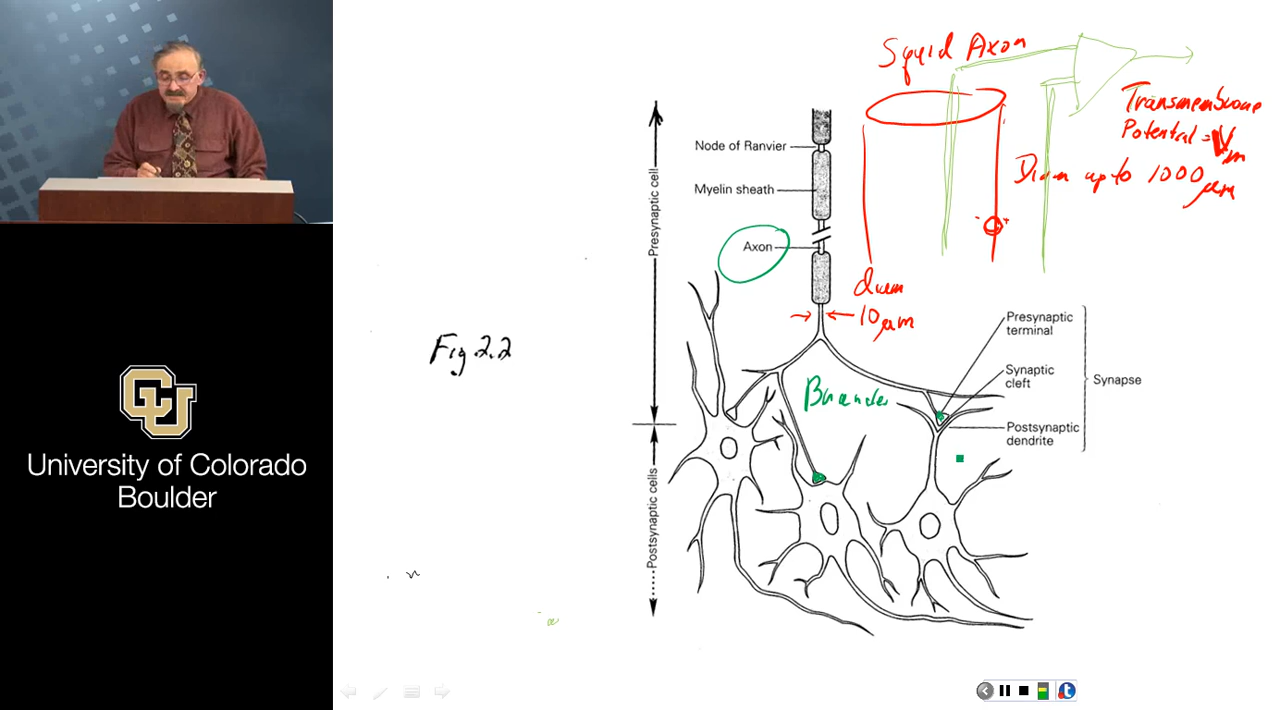 Squid Axon
Transmembrane
Potential = Vm
Diam up to 1000 μm
Node of Ranvier
Myelin sheath
Axon
Presynaptic cell
diam
10 μm
Fig 2.2
Presynaptic
terminal
Synaptic
cleft
Synapse
Postsynaptic
dendrite
Branches
Postsynaptic cells
CU
University of Colorado
Boulder